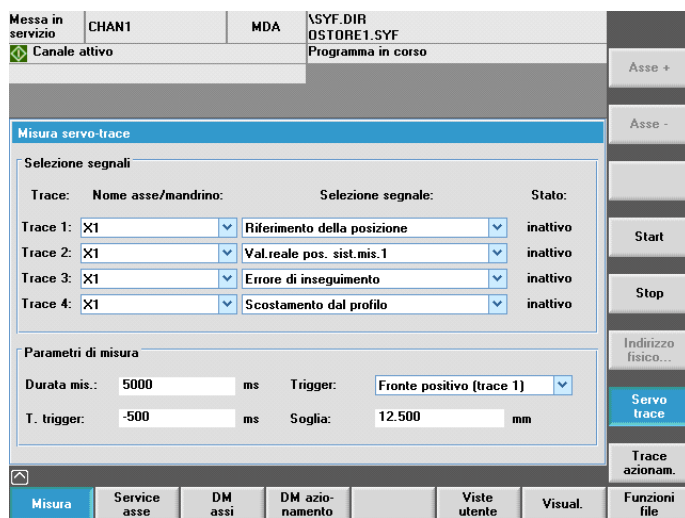 Messa in servizio CHAN1 MDA \SYF.DIR
OSTORE1.SYF
Canale attivo Programma in corso
Asse +
Asse -
Misura servo-trace
Selezione segnali
Trace: Nome asse/mandrino: Selezione segnale: Stato:
Trace 1: X1 Riferimento della posizione inattivo
Trace 2: X1 Val.reale pos. sist.mis.1 inattivo
Trace 3: X1 Errore di inseguimento inattivo
Trace 4: X1 Scostamento dal profilo inattivo
Start
Stop
Parametri di misura
Durata mis.: 5000 ms Trigger: Fronte positivo (trace 1)
T. trigger: -500 ms Soglia: 12.500 mm
Indirizzo
fisico...
Servo
trace
Trace
azionam.
Misura
Service
asse
DM
assi
DM azio-
namento
Viste
utente
Visual.
Funzioni
file